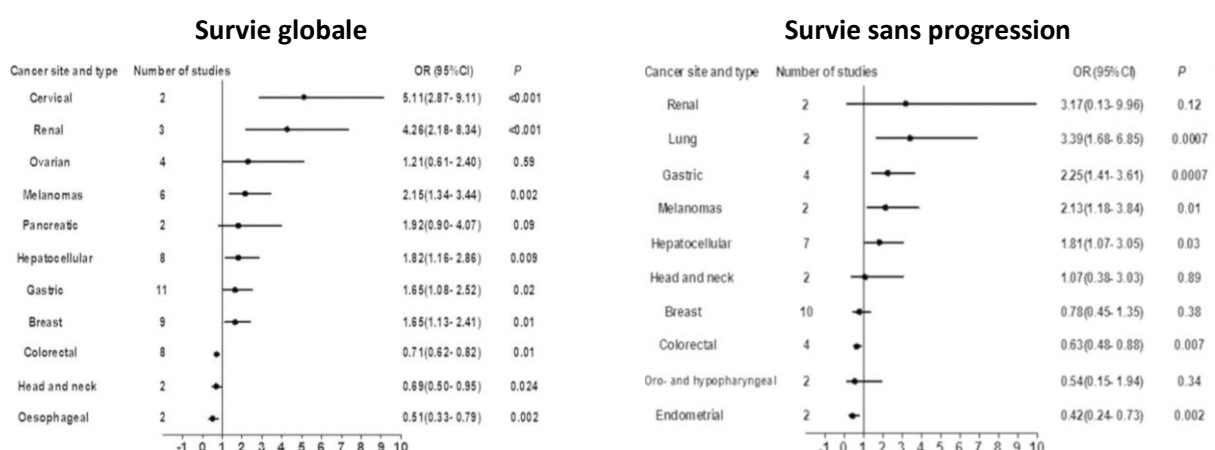 Survie globale
Cancer site and type Number of studies OR (95%CI) P
Cervical 2 5.11(2.87- 9.11) <0.001
Renal 3 4.26(2.18- 8.34) <0.001
Ovarian 4 1.21(0.61- 2.40) 0.59
Melanomas 6 2.15(1.34- 3.44) 0.002
Pancreatic 2 1.92(0.90- 4.07) 0.09
Hepatocellular 8 1.82(1.16- 2.86) 0.009
Gastric 11 1.65(1.08- 2.52) 0.02
Breast 9 1.65(1.13- 2.41) 0.01
Colorectal 8 0.71(0.62- 0.82) 0.01
Head and neck 2 0.69(0.50- 0.95) 0.024
Oesophageal 2 0.51(0.33- 0.79) 0.002
-1 0 1 2 3 4 5 6 7 8 9 10
Survie sans progression
Cancer site and type Number of studies OR (95% CI) P
Renal 2 3.17(0.13- 9.96) 0.12
Lung 2 3.39(1.68- 6.85) 0.0007
Gastric 4 2.25(1.41- 3.61) 0.0007
Melanomas 2 2.13(1.18- 3.84) 0.01
Hepatocellular 7 1.81(1.07- 3.05) 0.03
Head and neck 2 1.07(0.38- 3.03) 0.89
Breast 10 0.78(0.45- 1.35) 0.38
Colorectal 4 0.63(0.48- 0.88) 0.007
Oro- and hypopharyngeal 2 0.54(0.15- 1.94) 0.34
Endometrial 2 0.42(0.24- 0.73) 0.002
-1 0 1 2 3 4 5 6 7 8 9 10